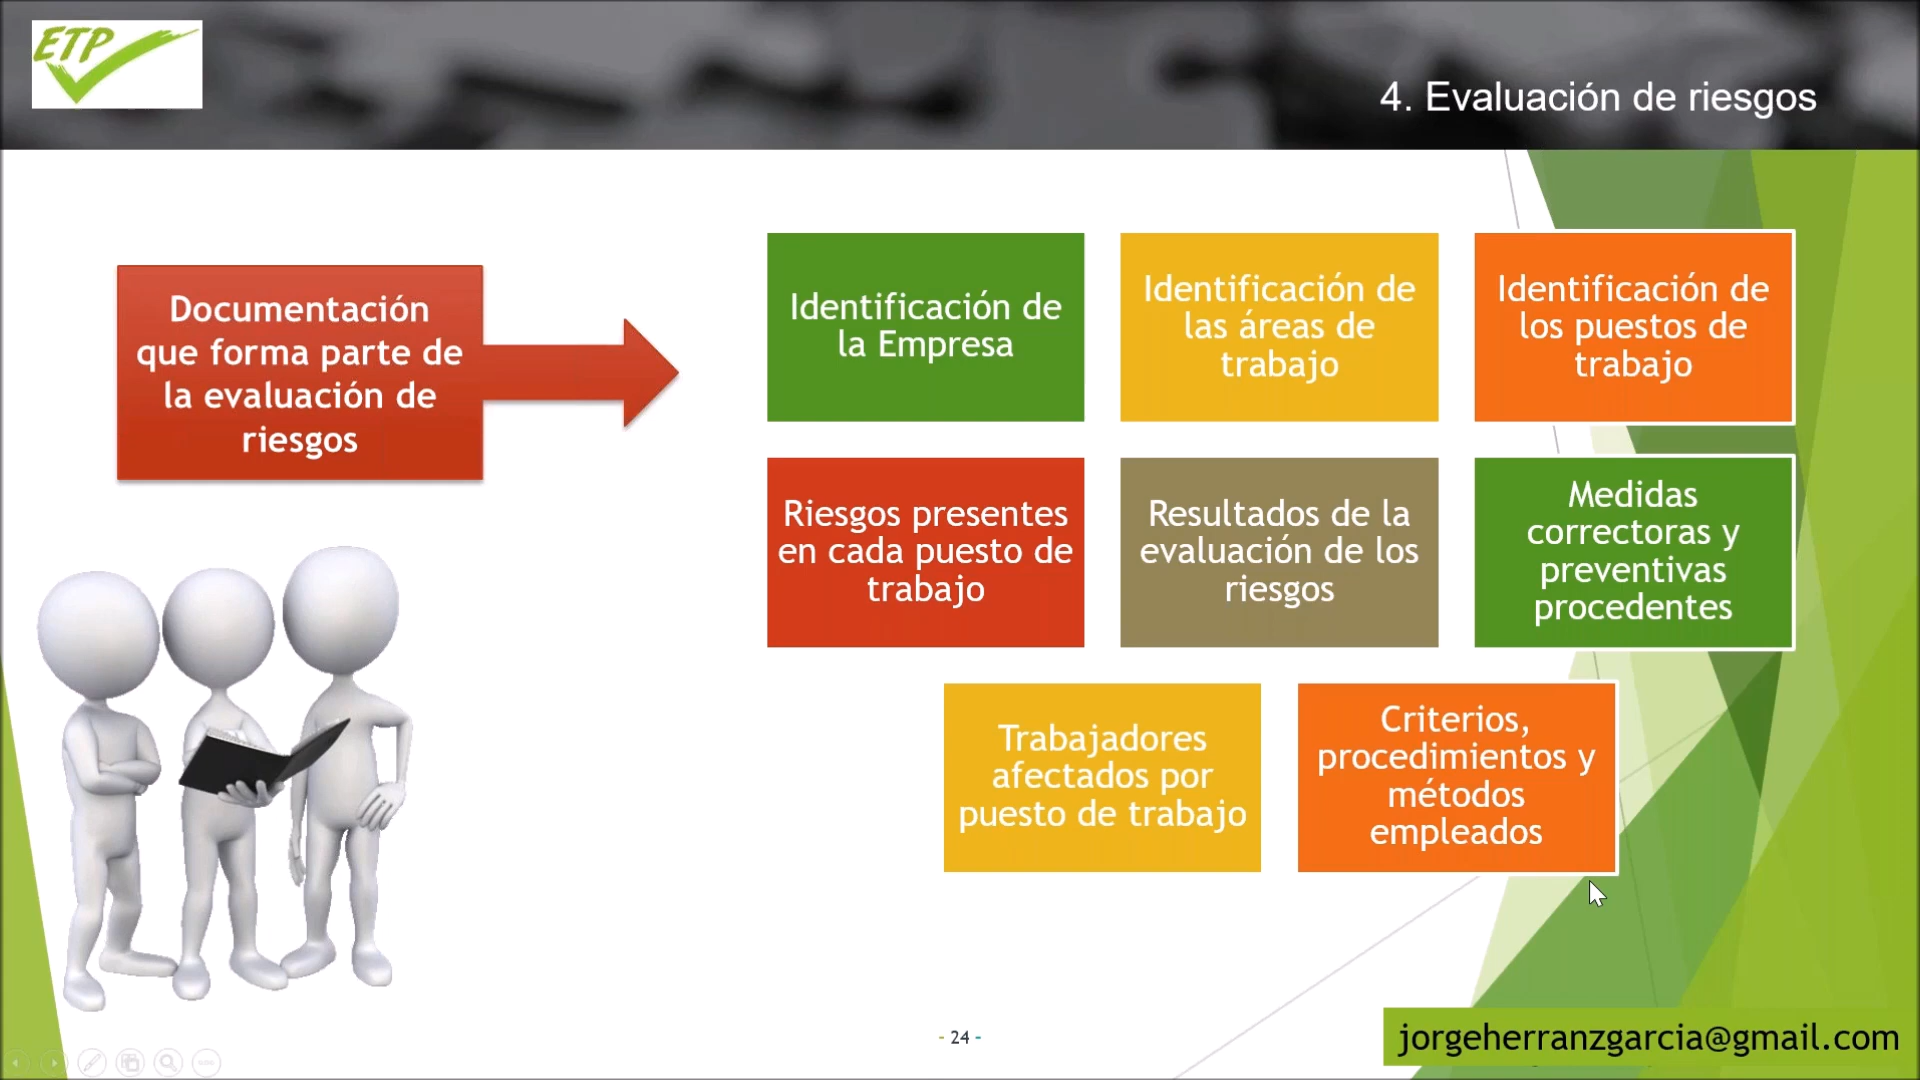 ETP
4. Evaluación de riesgos
Documentación
que forma parte de
la evaluación de
riesgos
Identificación de
la Empresa
Identificación de
las áreas de
trabajo
Identificación de
los puestos de
trabajo
Riesgos presentes
en cada puesto de
trabajo
Resultados de la
evaluación de los
riesgos
Medidas
correctoras y
preventivas
procedentes
Trabajadores
afectados por
puesto de trabajo
Criterios,
procedimientos y
métodos
empleados
- 24 -
jorgeherranzgarcia@gmail.com